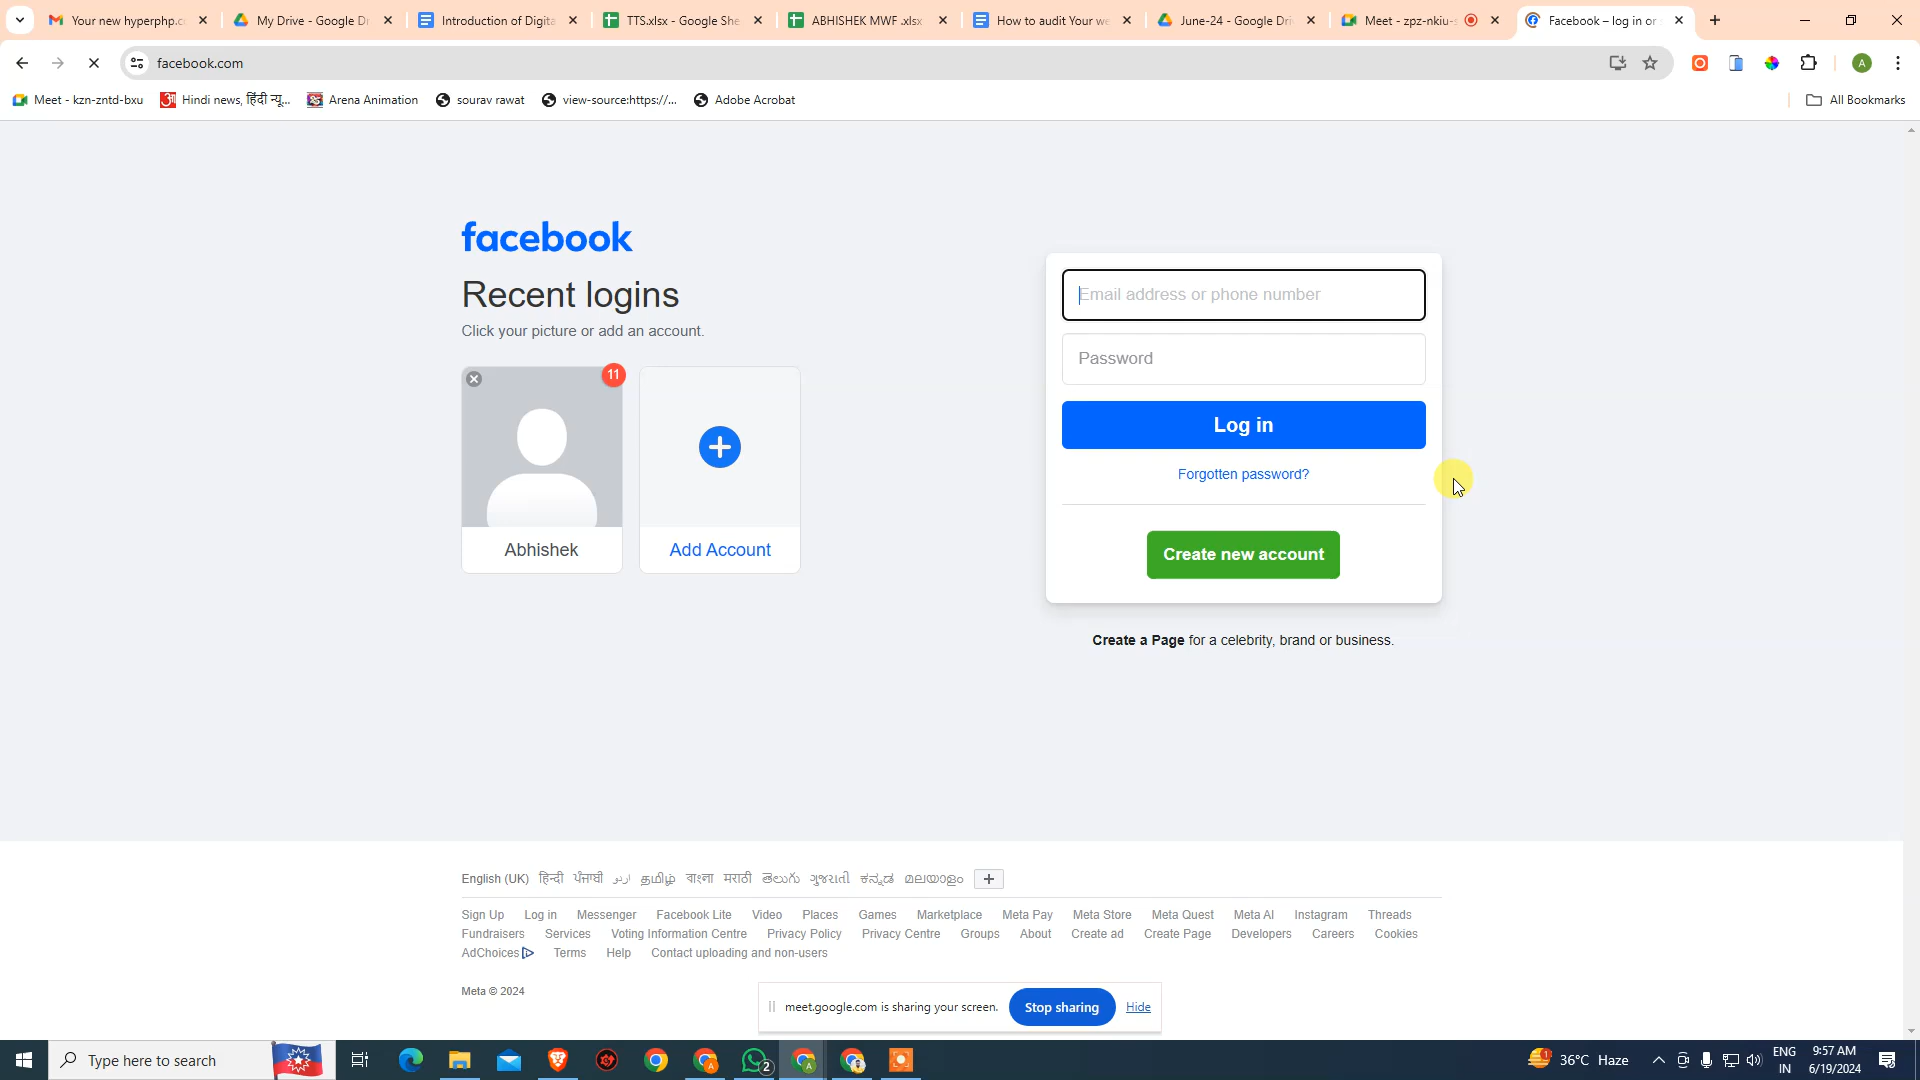 Your new hyperphp.c
My Drive - Google Dr
Introduction of Digita
TTS.xlsx - Google She
ABHISHEK MWF .xlsx
How to audit Your we
June-24 - Google Dri
Meet - zpz-nkiu-
Facebook – log in or
facebook.com
A
Meet - kzn-zntd-bxu
Hindi news, हिंदी न्यू...
Arena Animation
sourav rawat
view-source:https://...
Adobe Acrobat
All Bookmarks
facebook
Recent logins
Click your picture or add an account.
11
Abhishek
Add Account
Email address or phone number
Password
Log in
Forgotten password?
Create new account
Create a Page for a celebrity, brand or business.
English (UK) हिन्दी ਪੰਜਾਬੀ اردو தமிழ் বাংলা मराठी తెలుగు ગુજરાતી ಕನ್ನಡ മലയാളം
Sign Up Log in Messenger Facebook Lite Video Places Games Marketplace Meta Pay Meta Store Meta Quest Meta AI Instagram Threads
Fundraisers Services Voting Information Centre Privacy Policy Privacy Centre Groups About Create ad Create Page Developers Careers Cookies
AdChoices Terms Help Contact uploading and non-users
Meta © 2024
meet.google.com is sharing your screen.
Stop sharing
Hide
Type here to search
2
36°C Haze
ENG
IN
9:57 AM
6/19/2024